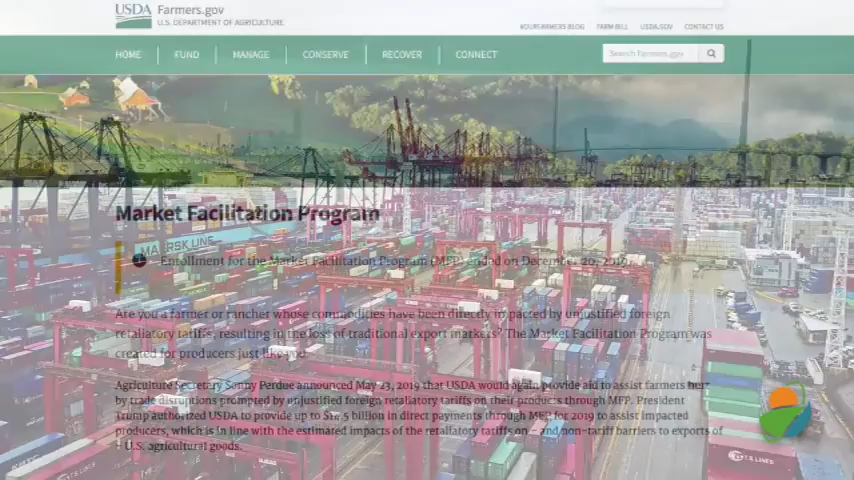 USDA Farmers.gov
U.S. DEPARTMENT OF AGRICULTURE
#OURFARMERS BLOG FARM BILL USDA.GOV CONTACT US
HOME FUND MANAGE CONSERVE RECOVER CONNECT
Search Farmers.gov
Market Facilitation Program
MAERSK LINE
Enrollment for the Market Facilitation Program (MFP) ended on December 20, 2019.
Are you a farmer or rancher whose commodities have been directly impacted by unjustified foreign
retaliatory tariffs, resulting in the loss of traditional export markets? The Market Facilitation Program was
created for producers just like you.
Agriculture Secretary Sonny Perdue announced May 23, 2019 that USDA would again provide aid to assist farmers hurt
by trade disruptions prompted by unjustified foreign retaliatory tariffs on their products through MFP. President
Trump authorized USDA to provide up to $14.5 billion in direct payments through MFP for 2019 to assist impacted
producers, which is in line with the estimated impacts of the retaliatory tariffs on – and non-tariff barriers to exports of
– U.S. agricultural goods.
LINES